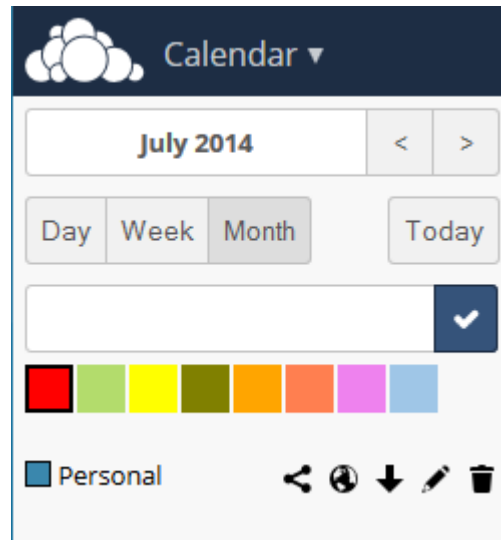 Calendar ▾
July 2014 < >
Day Week Month Today
Personal